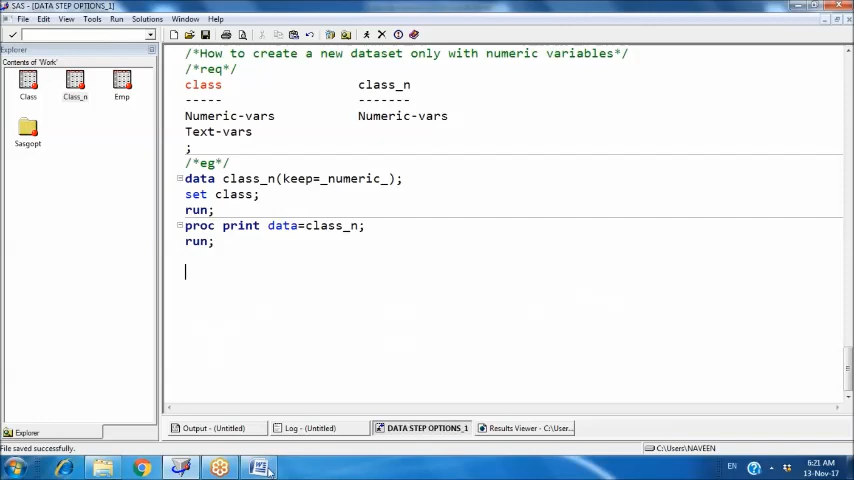 SAS - [DATA STEP OPTIONS_1]
File Edit View Tools Run Solutions Window Help
Explorer
Contents of 'Work'
Class Class_n Emp
Sasgopt
/*How to create a new dataset only with numeric variables*/
/*req*/
class class_n
----- -------
Numeric-vars Numeric-vars
Text-vars
;
/*eg*/
data class_n(keep=_numeric_);
set class;
run;
proc print data=class_n;
run;
Explorer
Output - (Untitled) Log - (Untitled) DATA STEP OPTIONS_1 Results Viewer - C:\User...
File saved successfully. C:\Users\NAVEEN
EN 6:21 AM
13-Nov-17